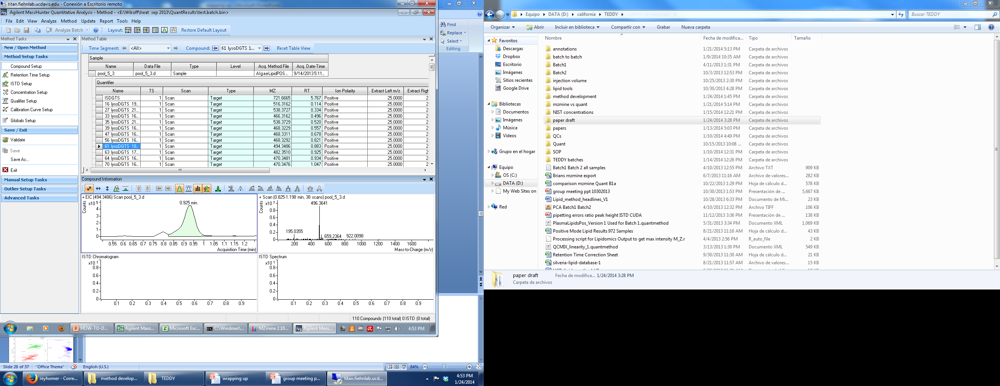 titan.fiehnlab.ucdavis.edu - Conexión a Escritorio remoto
Agilent MassHunter Quantitative Analysis - Method - <E:\Wikoff\heat  sep 2013\QuantResults\test.batch.bin>
File Edit View Analyze Method Update Report Tools Help
Analyze Batch Layout: Restore Default Layout
Method Tasks
New / Open Method
Method Setup Tasks
Compound Setup
Retention Time Setup
ISTD Setup
Concentration Setup
Qualifier Setup
Calibration Curve Setup
Globals Setup
Save / Exit
Validate
Save
Save As...
Exit
Manual Setup Tasks
Outlier Setup Tasks
Advanced Tasks
Method Table
Time Segment: <All> Compound: 61 lysoDGTS 1... Reset Table View
Sample
Name Data File Type Level Acq. Method File Acq. Date-Time
pool_5_3 pool_5_3.d Sample AlgaeLipidPOS... 9/14/2013 5:11...
Quantifier
Name TS Scan Type MZ RT Ion Polarity Extract Left m/z Extract Righ
ISDGTS 1 Scan Target 721.6665 5.767 Positive 25.0000 2
16 lysoDGTS 19... 1 Scan Target 516.3162 0.114 Positive 25.0000 2
27 lysoDGTS 21... 1 Scan Target 538.3727 0.334 Positive 25.0000 2
33 lysoDGTS 16... 1 Scan Target 466.3162 0.496 Positive 25.0000 2
35 lysoDGTS 21... 1 Scan Target 538.3729 0.520 Positive 25.0000 2
39 lysoDGTS 16... 1 Scan Target 468.3229 0.557 Positive 25.0000 2
47 lysoDGTS 16... 1 Scan Target 468.3311 0.678 Positive 25.0000 2
56 lysoDGTS 16... 1 Scan Target 468.3292 0.821 Positive 25.0000 2
61 lysoDGTS 18... 1 Scan Target 494.3486 0.883 Positive 25.0000 2
63 lysoDGTS 17... 1 Scan Target 482.3510 0.925 Positive 25.0000 2
64 lysoDGTS 16... 1 Scan Target 470.3481 0.934 Positive 25.0000 2
70 lysoDGTS 16... 1 Scan Target 470.3476 1.047 Positive 25.0000 2
Compound Information
+ EIC (494.3486) Scan pool_5_3.d
Counts
x10 5
0.925 min.
4
3
2
1
0
0.55 0.6 0.65 0.7 0.75 0.8 0.85 0.9 0.95 1 1.05 1.1 1.15 1.2
Acquisition Time (min)
+ Scan (0.825-1.198 min, 38 scans) pool_5_3.d
Counts
x10 7
496.3641
0.8
0.6
0.4
0.2
0
195.0355
659.2364
922.0098
200 400 600 800 1000 1200 1400 1600
Mass-to-Charge (m/z)
ISTD Chromatogram
x10 1
0.8
0.6
0.4
0.2
0
0.1 0.2 0.3 0.4 0.5 0.6 0.7 0.8 0.9
ISTD Spectrum
x10 1
0.8
0.6
0.4
0.2
0
0.1 0.2 0.3 0.4 0.5 0.6 0.7 0.8 0.9
110 Compounds (110 total) 0 ISTD (0 total)
HOW-TO-D... Agilent Mass... Microsoft Exc... C:\Windows\... MZmine 2.10... Agilent Mass... 4:53 PM
Find
Replace
Select
Editing
Slide 28 of 37 "Office Theme" English (U.S.) 84%
reyhomer - Corre... method develop... TEDDY wrapping up group meeting p... titan.fiehnlab.ucd... 4:53 PM
1/24/2014
Equipo DATA (D:) california TEDDY Buscar TEDDY
Organizar Abrir Incluir en biblioteca Compartir con Grabar Nueva carpeta
Favoritos
Descargas
Dropbox
Escritorio
Imágenes
Sitios recientes
Google Drive
Bibliotecas
Documentos
Imágenes
Música
Vídeos
Grupo en el hogar
Equipo
OS (C:)
DATA (D:)
My Web Sites on
Red
Nombre Fecha de modifica... Tipo Tamaño
annotations 1/21/2014 5:13 PM Carpeta de archivos
batch to batch 1/9/2014 10:35 AM Carpeta de archivos
Batch1 4/11/2013 1:31 PM Carpeta de archivos
Batch2 10/3/2013 12:53 PM Carpeta de archivos
injection volume 10/25/2013 2:30 PM Carpeta de archivos
lipid tools 10/30/2013 4:28 PM Carpeta de archivos
method development 1/24/2014 1:45 PM Carpeta de archivos
mzmine vs quant 1/21/2014 5:14 PM Carpeta de archivos
NIST concentrations 1/15/2014 12:21 PM Carpeta de archivos
paper draft 1/24/2014 3:28 PM Carpeta de archivos
papers 1/13/2014 5:03 PM Carpeta de archivos
QCs 1/10/2014 4:49 PM Carpeta de archivos
Quant 10/15/2013 10:08 ... Carpeta de archivos
SOP 1/10/2014 12:31 PM Carpeta de archivos
TEDDY batches 1/14/2014 12:26 PM Carpeta de archivos
Batch1 Batch 2 all samples 4/10/2013 12:55 PM Archivo TXT 909 KB
Brians mzmine export 6/7/2013 11:16 AM Archivo de valores... 282 KB
comparison mzmine Quant B1a 10/22/2013 1:29 PM Hoja de cálculo d... 578 KB
group meeting ppt 10302013 10/30/2013 1:53 PM Presentación de ... 5,667 KB
Lipid_method_headlines_V1 10/28/2013 6:33 PM Documento de Mi... 23 KB
PCA Batch1 Batch2 4/10/2013 12:32 PM Archivo TIFF 106 KB
pipetting errors ratio peak height ISTD CUDA 11/12/2013 3:36 PM Presentación de ... 138 KB
PlasmaLipidsPos_Version 1 Used for Batch 1.quantmethod 5/31/2013 3:34 PM Documento XML 1,069 KB
Positive Mode Lipid Results 972 Samples 8/21/2013 11:16 AM Hoja de cálculo d... 43 KB
Processing script for Lipidomics Output to get max intensity M_Z.r 4/4/2013 2:56 PM R_auto_file 2 KB
QCMIX_linearity_1.quantmethod 3/13/2013 1:30 PM Documento XML 549 KB
Retention Time Correction Sheet 9/30/2013 11:30 AM Hoja de cálculo d... 21 KB
silveria-lipid-database-1 8/21/2013 11:57 AM Archivo de valores... 15 KB
paper draft Fecha de modifica... 1/24/2014 3:28 PM
Carpeta de archivos